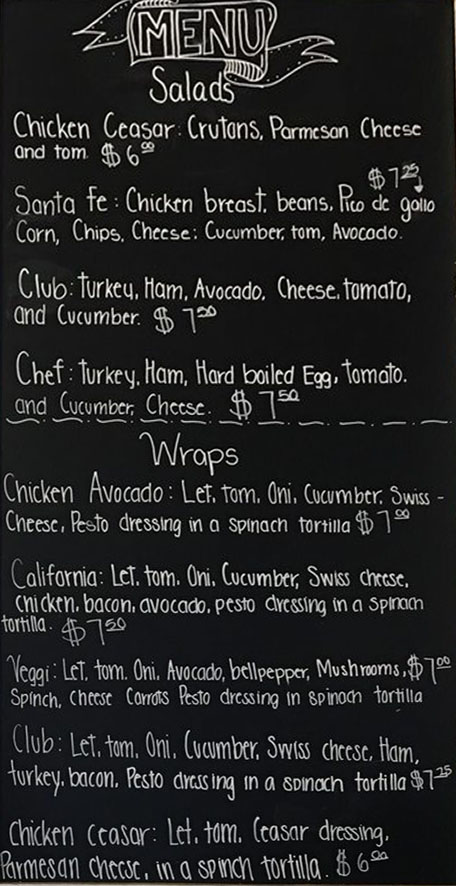 MENU
Salads
Chicken Ceasar: Crutans, Parmesan Cheese
and tom $6.00
$7.25
Santa Fe: Chicken breast, beans, Pico de gallo
Corn, Chips, Cheese; Cucumber, tom, Avocado.
Club: turkey, Ham, Avocado, Cheese, tomato,
and Cucumber. $7.50
Chef: turkey, Ham, Hard boiled Egg, tomato.
and Cucumber, Cheese. $7.50
Wraps
Chicken Avocado: Let, tom, Oni, Cucumber, Swiss -
Cheese, Pesto dressing in a spinach tortilla $7.00
California: Let, tom, Oni, Cucumber, Swiss cheese,
chicken, bacon, avocado, pesto dressing in a spinach
tortilla. $7.50
Veggi: Let, tom, Oni, Avocado, bellpepper, Mushrooms, $7.00
Spinch, cheese Carrots Pesto dressing in spinach tortilla
Club: Let, tom, Oni, Cucumber, Swiss cheese, Ham,
turkey, bacon, Pesto dressing in a spinach tortilla $7.25
Chicken ceasar: Let, tom, Ceasar dressing,
Parmesan cheese, in a spinch tortilla. $6.00